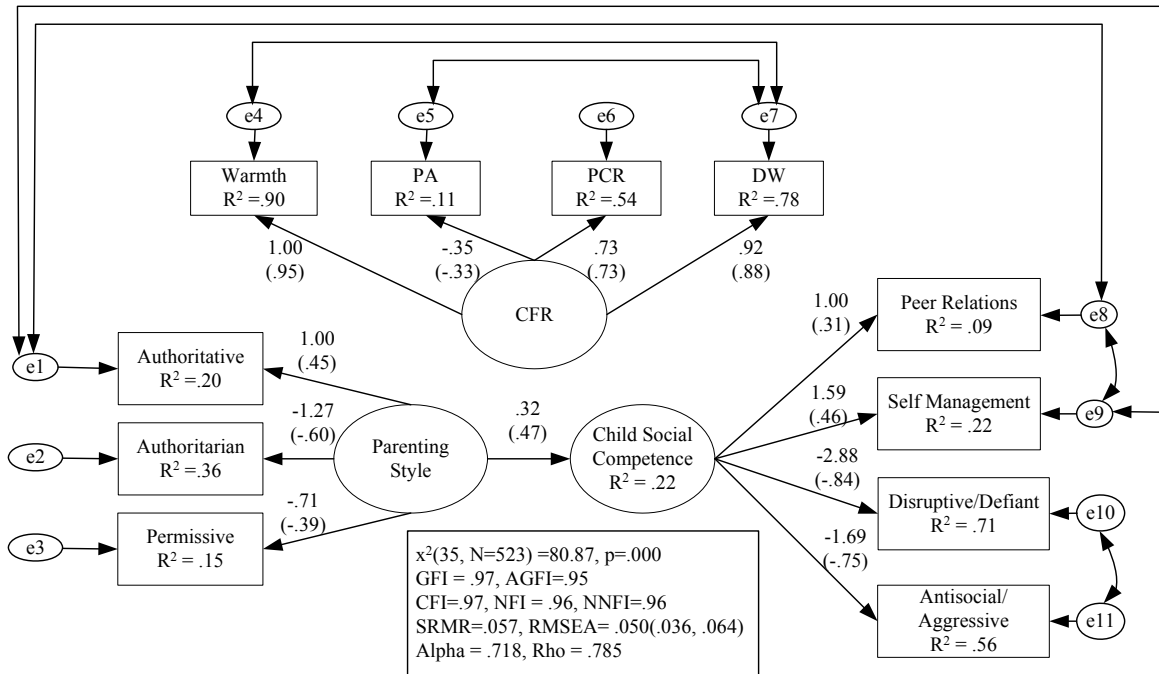 e4
e5
e6
e7
Warmth
R² =.90
PA
R² =.11
PCR
R² =.54
DW
R² =.78
1.00
(.95)
-.35
(-.33)
.73
(.73)
.92
(.88)
CFR
e1
Authoritative
R² =.20
1.00
(.45)
e2
Authoritarian
R² =.36
-1.27
(-.60)
e3
Permissive
R² = .15
-.71
(-.39)
Parenting
Style
.32
(.47)
Child Social
Competence
R² = .22
1.00
(.31)
Peer Relations
R² = .09
e8
1.59
(.46)
Self Management
R² = .22
e9
-2.88
(-.84)
Disruptive/Defiant
R² = .71
e10
-1.69
(-.75)
Antisocial/
Aggressive
R² = .56
e11
x²(35, N=523) =80.87, p=.000
GFI = .97, AGFI=.95
CFI=.97, NFI = .96, NNFI=.96
SRMR=.057, RMSEA= .050(.036, .064)
Alpha = .718, Rho = .785